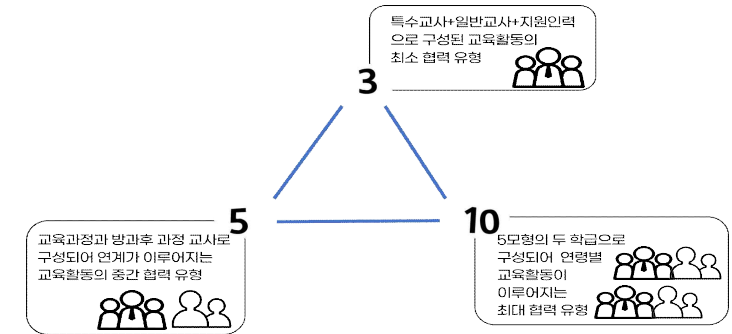 특수교사+일반교사+지원인력
으로 구성된 교육활동의
최소 협력 유형
3
5
교육과정과 방과후 과정 교사로
구성되어 연계가 이루어지는
교육활동의 중간 협력 유형
10
5모형의 두 학급으로
구성되어 연령별
교육활동이
이루어지는
최대 협력 유형